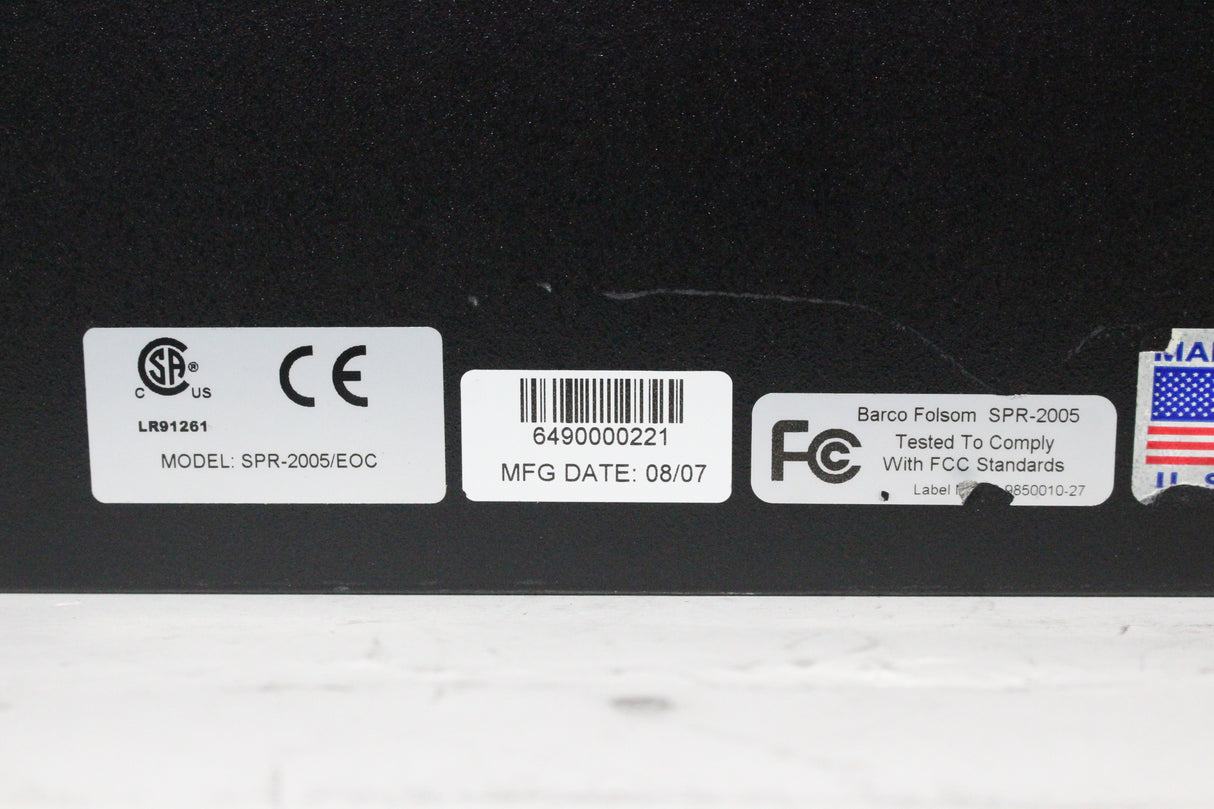 C SA® US
CE
LR91261
MODEL: SPR-2005/EOC
6490000221
MFG DATE: 08/07
FC
Barco Folsom SPR-2005
Tested To Comply
With FCC Standards
Label 9850010-27
MA
U S